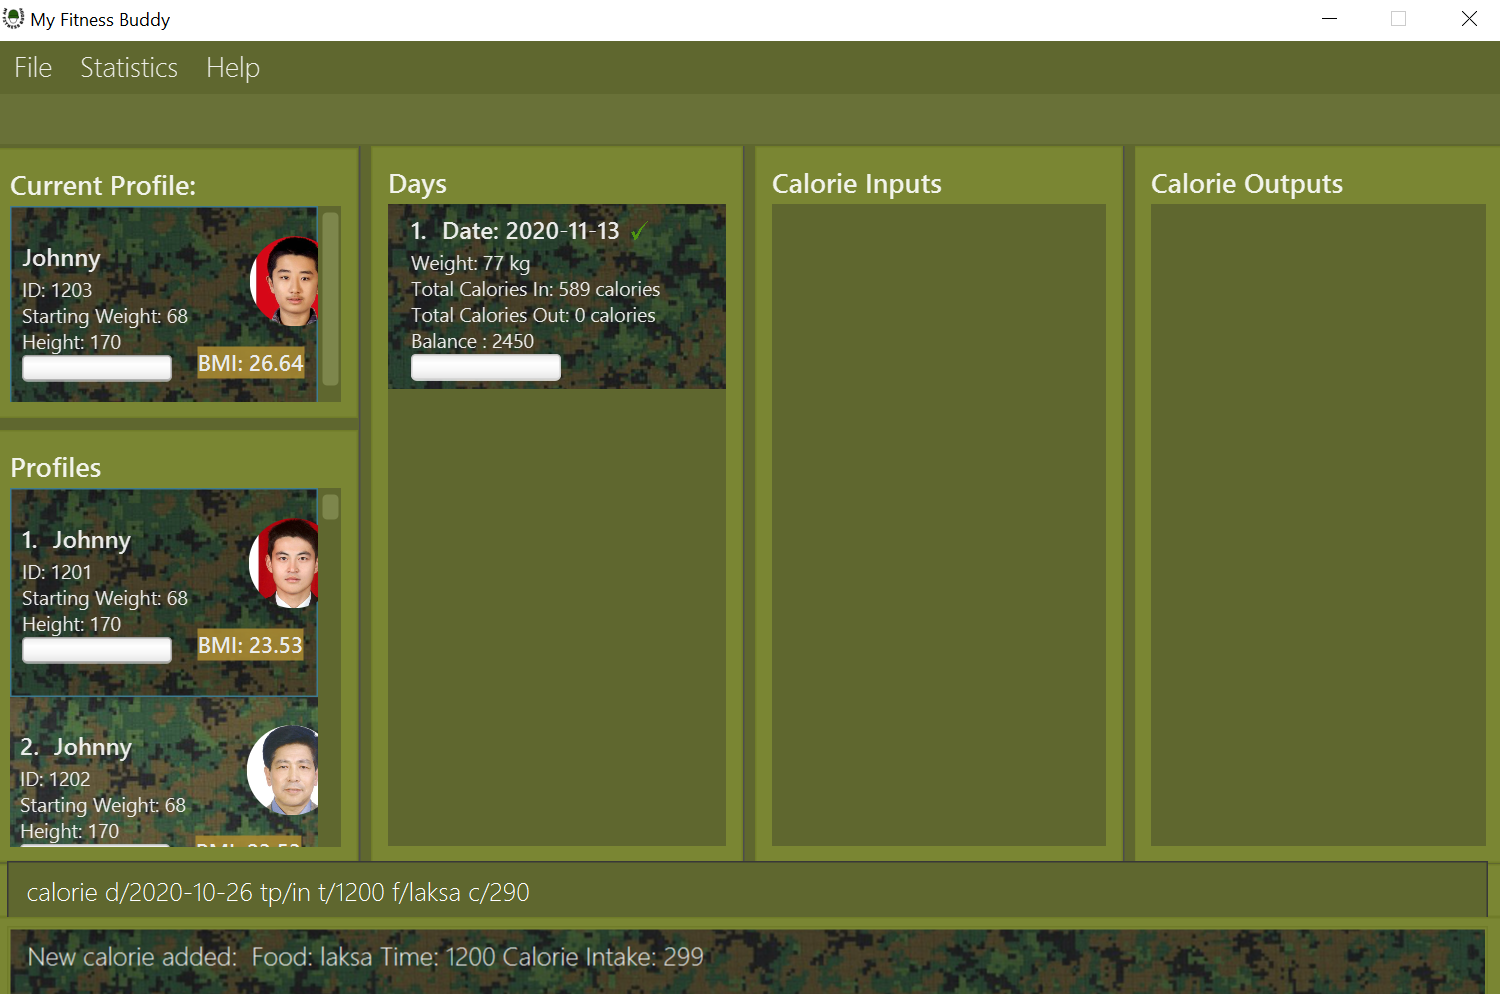 My Fitness Buddy
File Statistics Help
Current Profile:
Johnny
ID: 1203
Starting Weight: 68
Height: 170
BMI: 26.64
Profiles
1. Johnny
ID: 1201
Starting Weight: 68
Height: 170
BMI: 23.53
2. Johnny
ID: 1202
Starting Weight: 68
Height: 170
Days
1. Date: 2020-11-13
Weight: 77 kg
Total Calories In: 589 calories
Total Calories Out: 0 calories
Balance : 2450
Calorie Inputs
Calorie Outputs
calorie d/2020-10-26 tp/in t/1200 f/laksa c/290
New calorie added: Food: laksa Time: 1200 Calorie Intake: 299